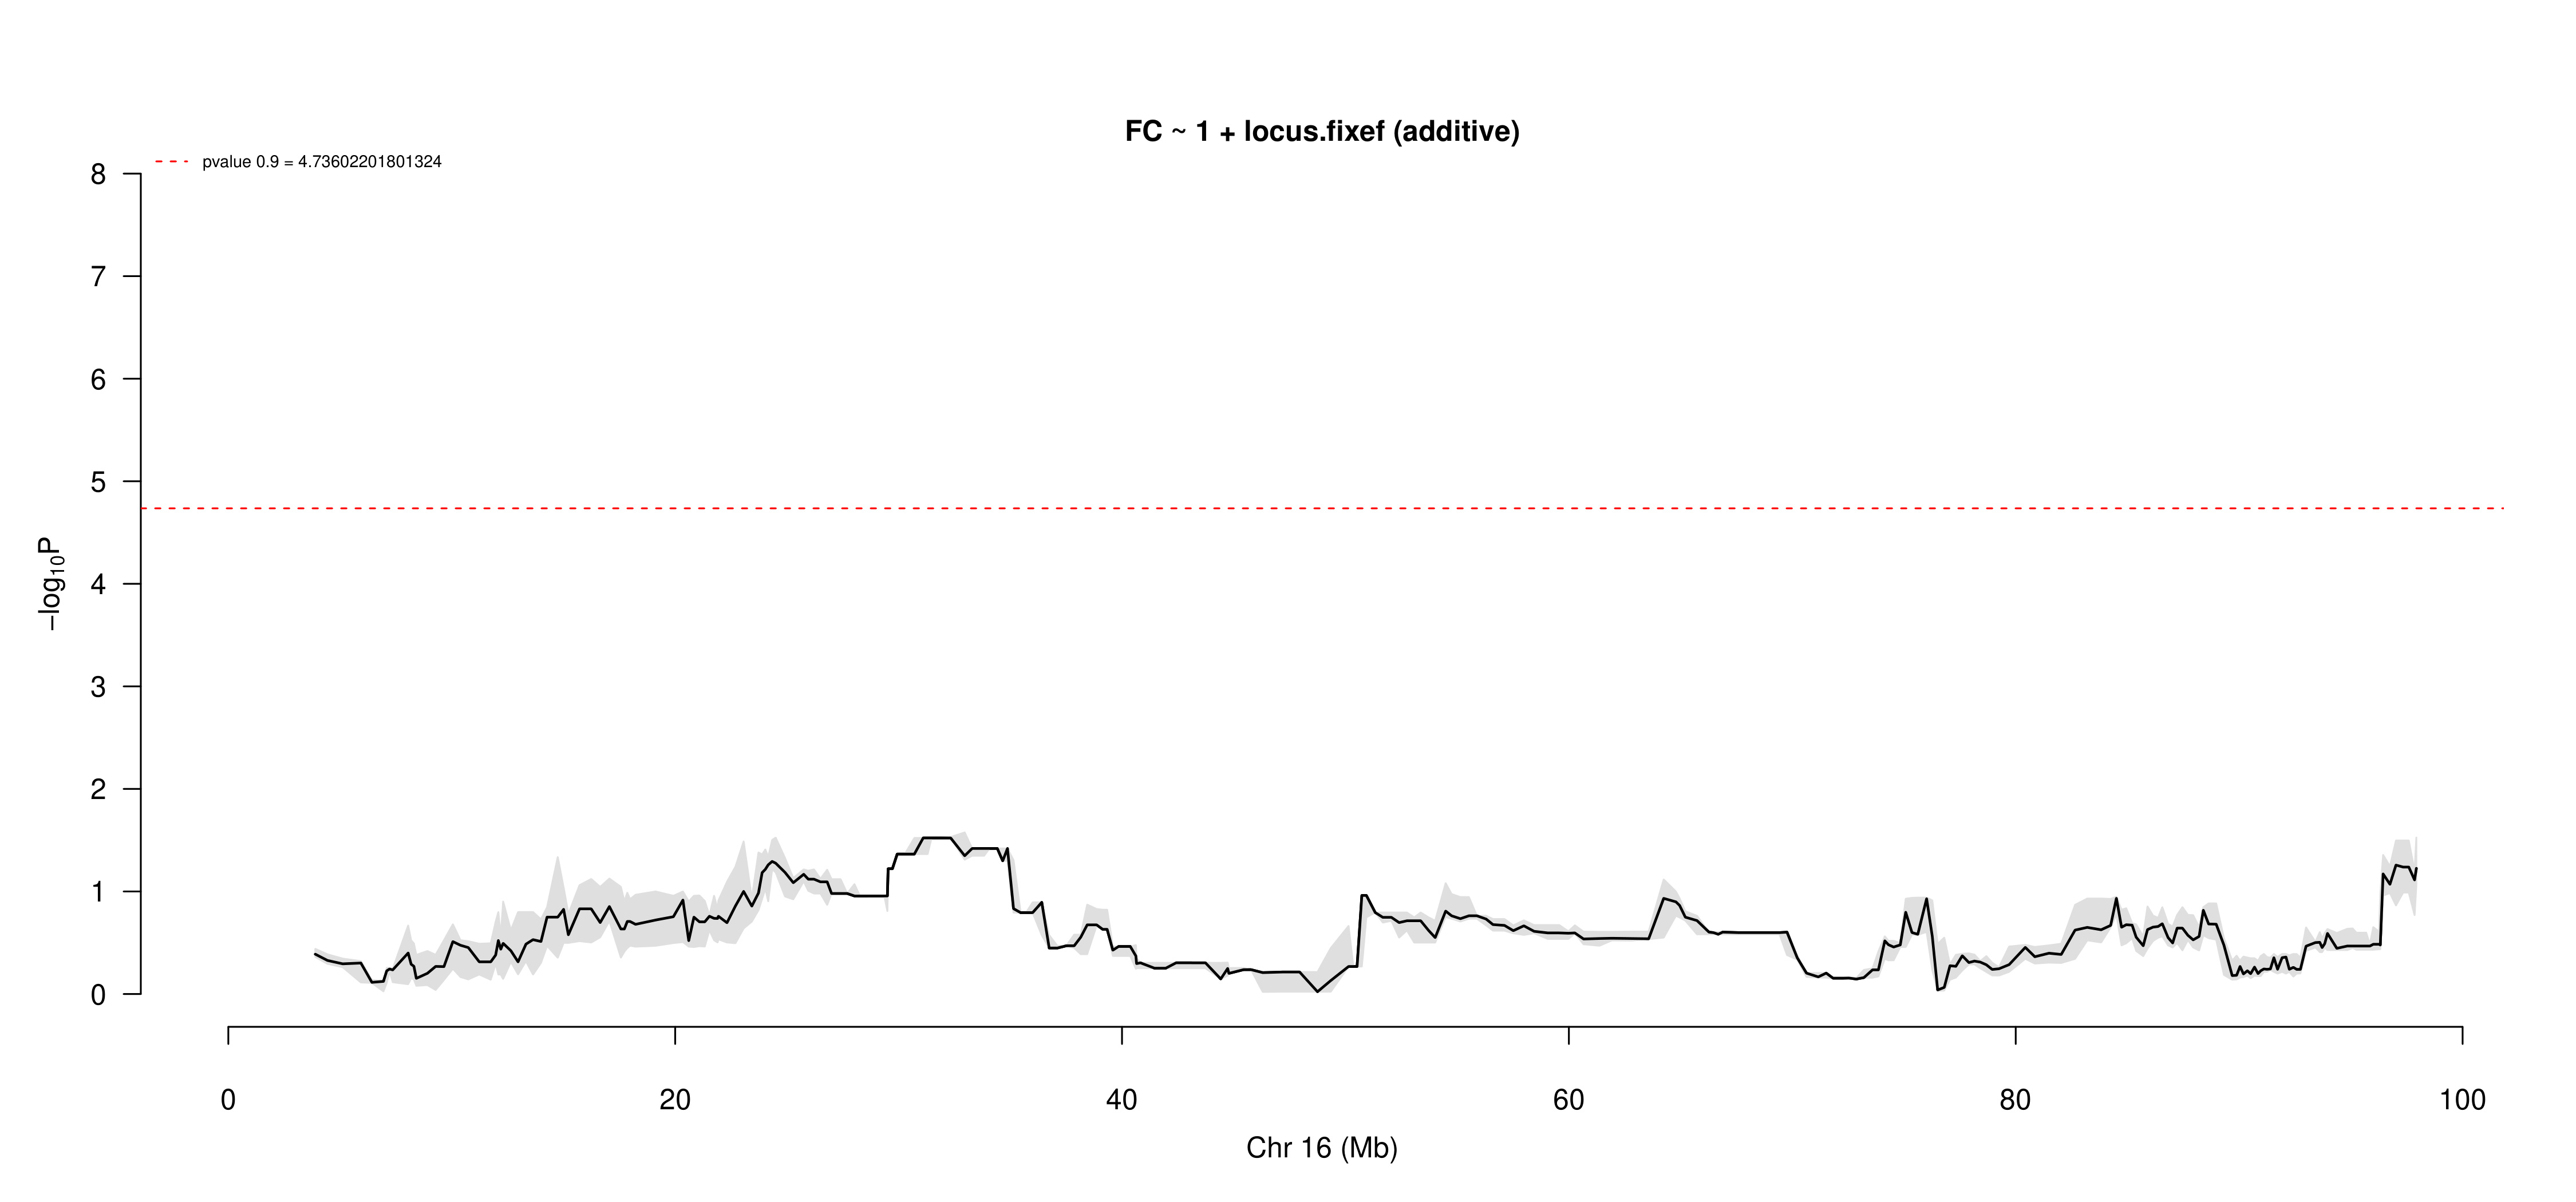 FC ~ 1 + locus.fixef (additive)
pvalue 0.9 = 4.73602201801324
8
7
6
5
4
3
2
1
0
−log10P
0 20 40 60 80 100
Chr 16 (Mb)